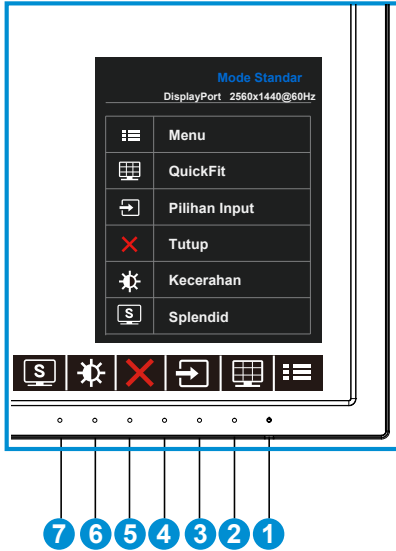 Mode Standar
DisplayPort 2560x1440@60Hz
Menu
QuickFit
Pilihan Input
Tutup
Kecerahan
S Splendid
S
7 6 5 4 3 2 1